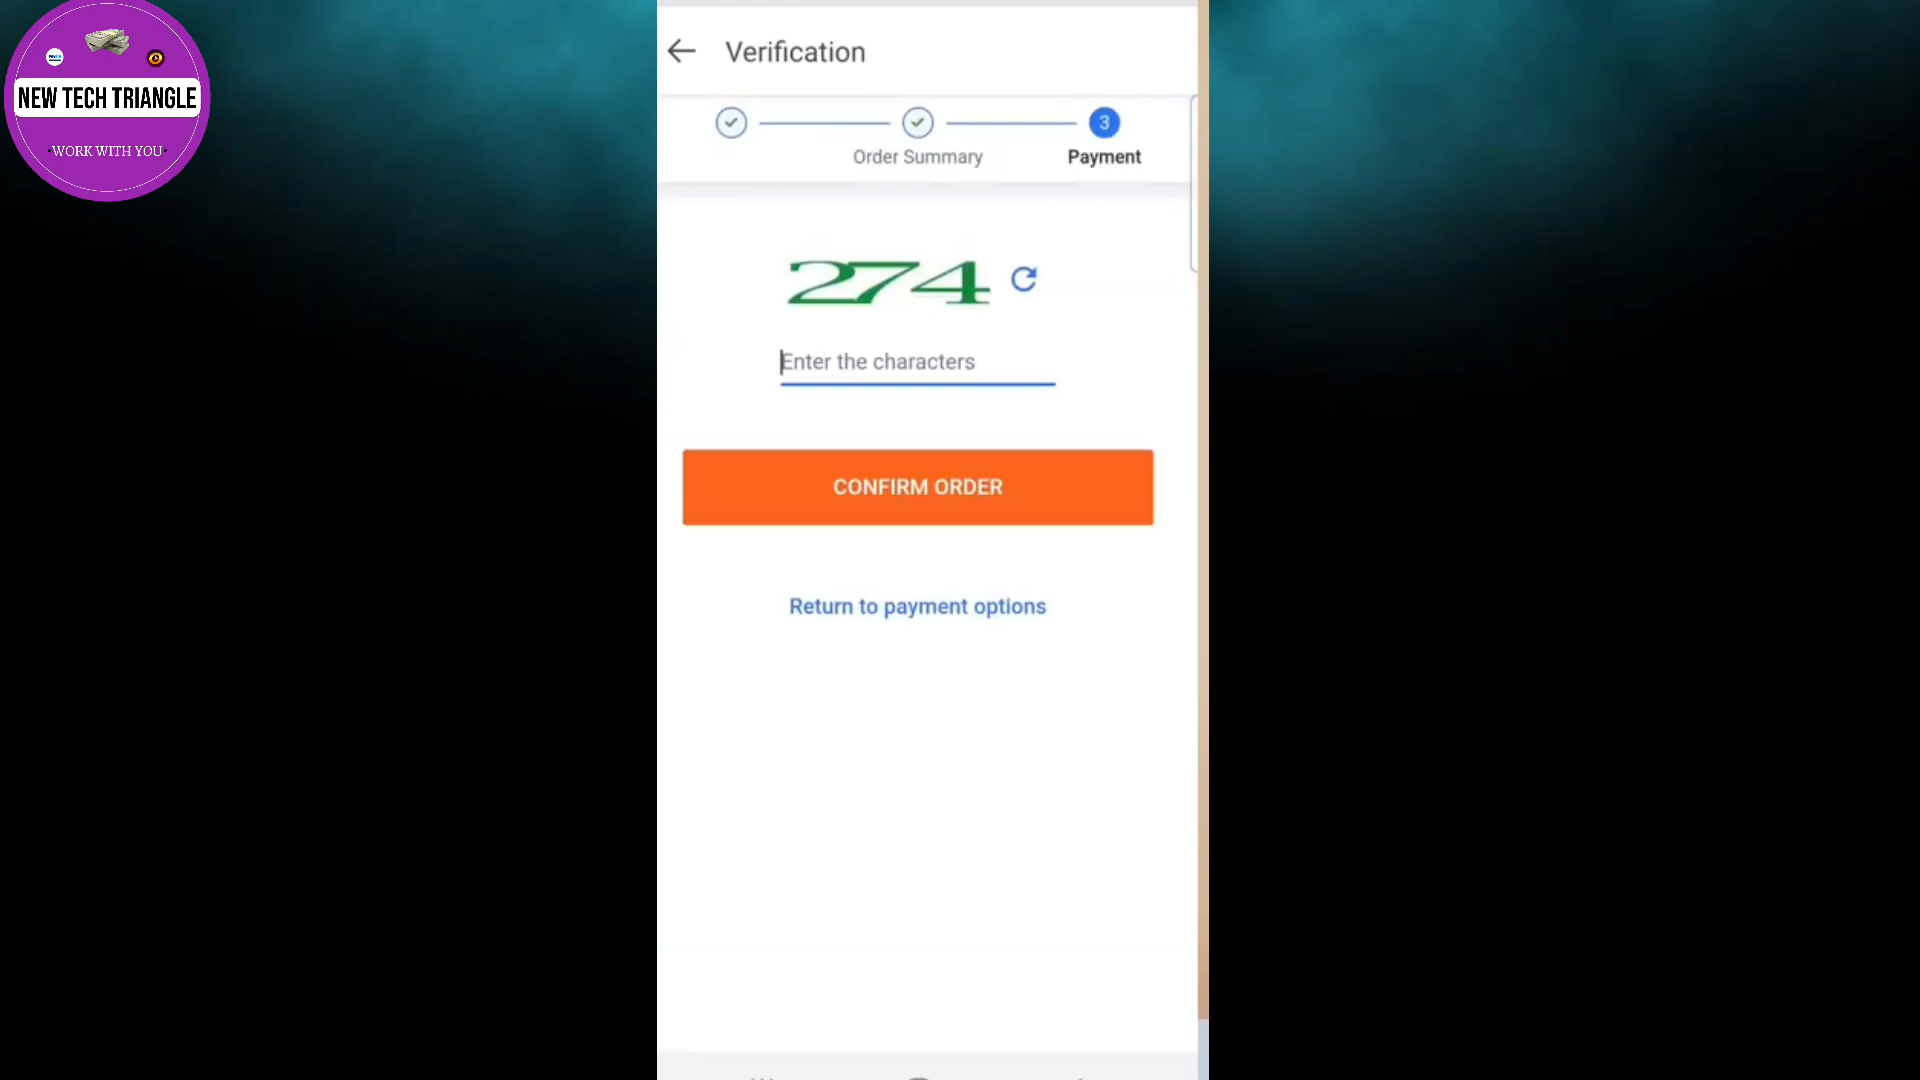 NEW TECH TRIANGLE
•WORK WITH YOU•
Verification
3
Order Summary
Payment
274
Enter the characters
CONFIRM ORDER
Return to payment options